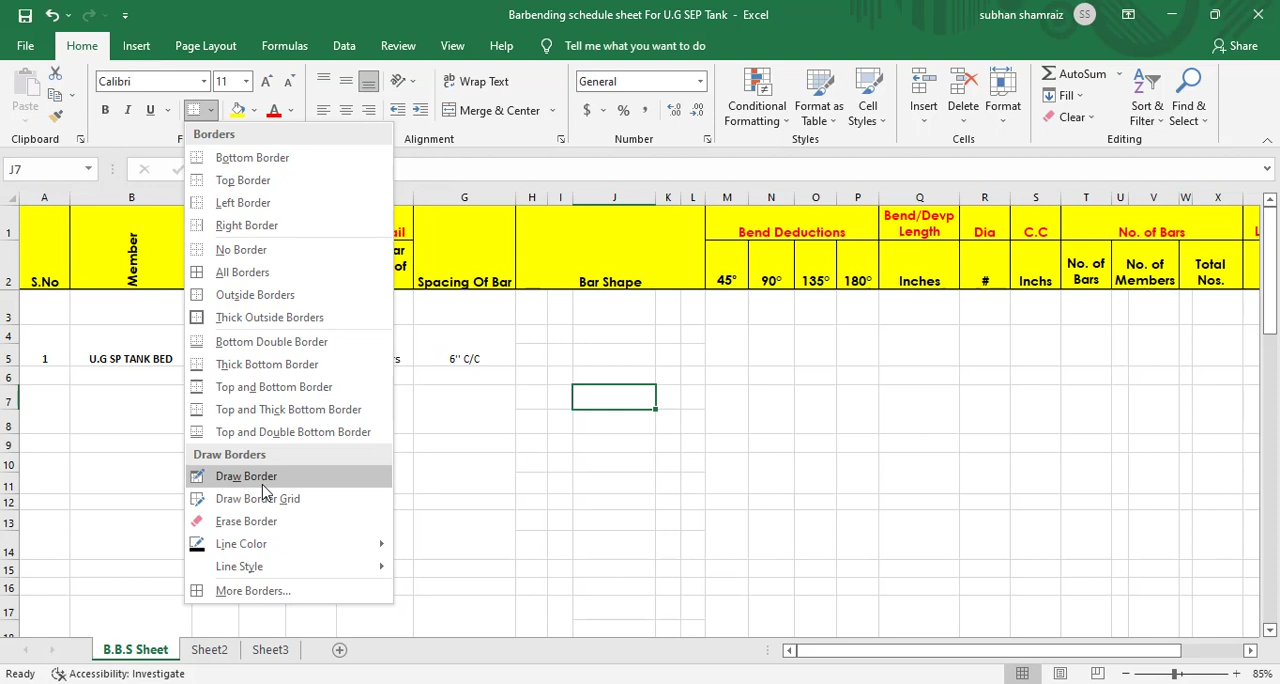 Barbending schedule sheet For U.G SEP Tank - Excel
subhan shamraiz SS
File Home Insert Page Layout Formulas Data Review View Help Tell me what you want to do Share
Paste
Clipboard
Calibri 11
B I U
Wrap Text
Merge & Center
Alignment
General
$ % ,
Number
Conditional Formatting
Format as Table
Cell Styles
Styles
Insert Delete Format
Cells
AutoSum
Fill
Clear
Sort & Filter
Find & Select
Editing
J7
A B G H I J K L M N O P Q R S T U V W X
1
2
3
4
5
6
7
8
9
10
11
12
13
14
15
16
17
S.No
Member
Spacing Of Bar
Bar Shape
Bend Deductions
45° 90° 135° 180°
Bend/Devp Length
Inches
Dia
#
C.C
Inchs
No. of Bars
No. of Bars
No. of Members
Total Nos.
1 U.G SP TANK BED 6" C/C
Borders
Bottom Border
Top Border
Left Border
Right Border
No Border
All Borders
Outside Borders
Thick Outside Borders
Bottom Double Border
Thick Bottom Border
Top and Bottom Border
Top and Thick Bottom Border
Top and Double Bottom Border
Draw Borders
Draw Border
Draw Border Grid
Erase Border
Line Color
Line Style
More Borders...
B.B.S Sheet Sheet2 Sheet3
Ready Accessibility: Investigate 85%